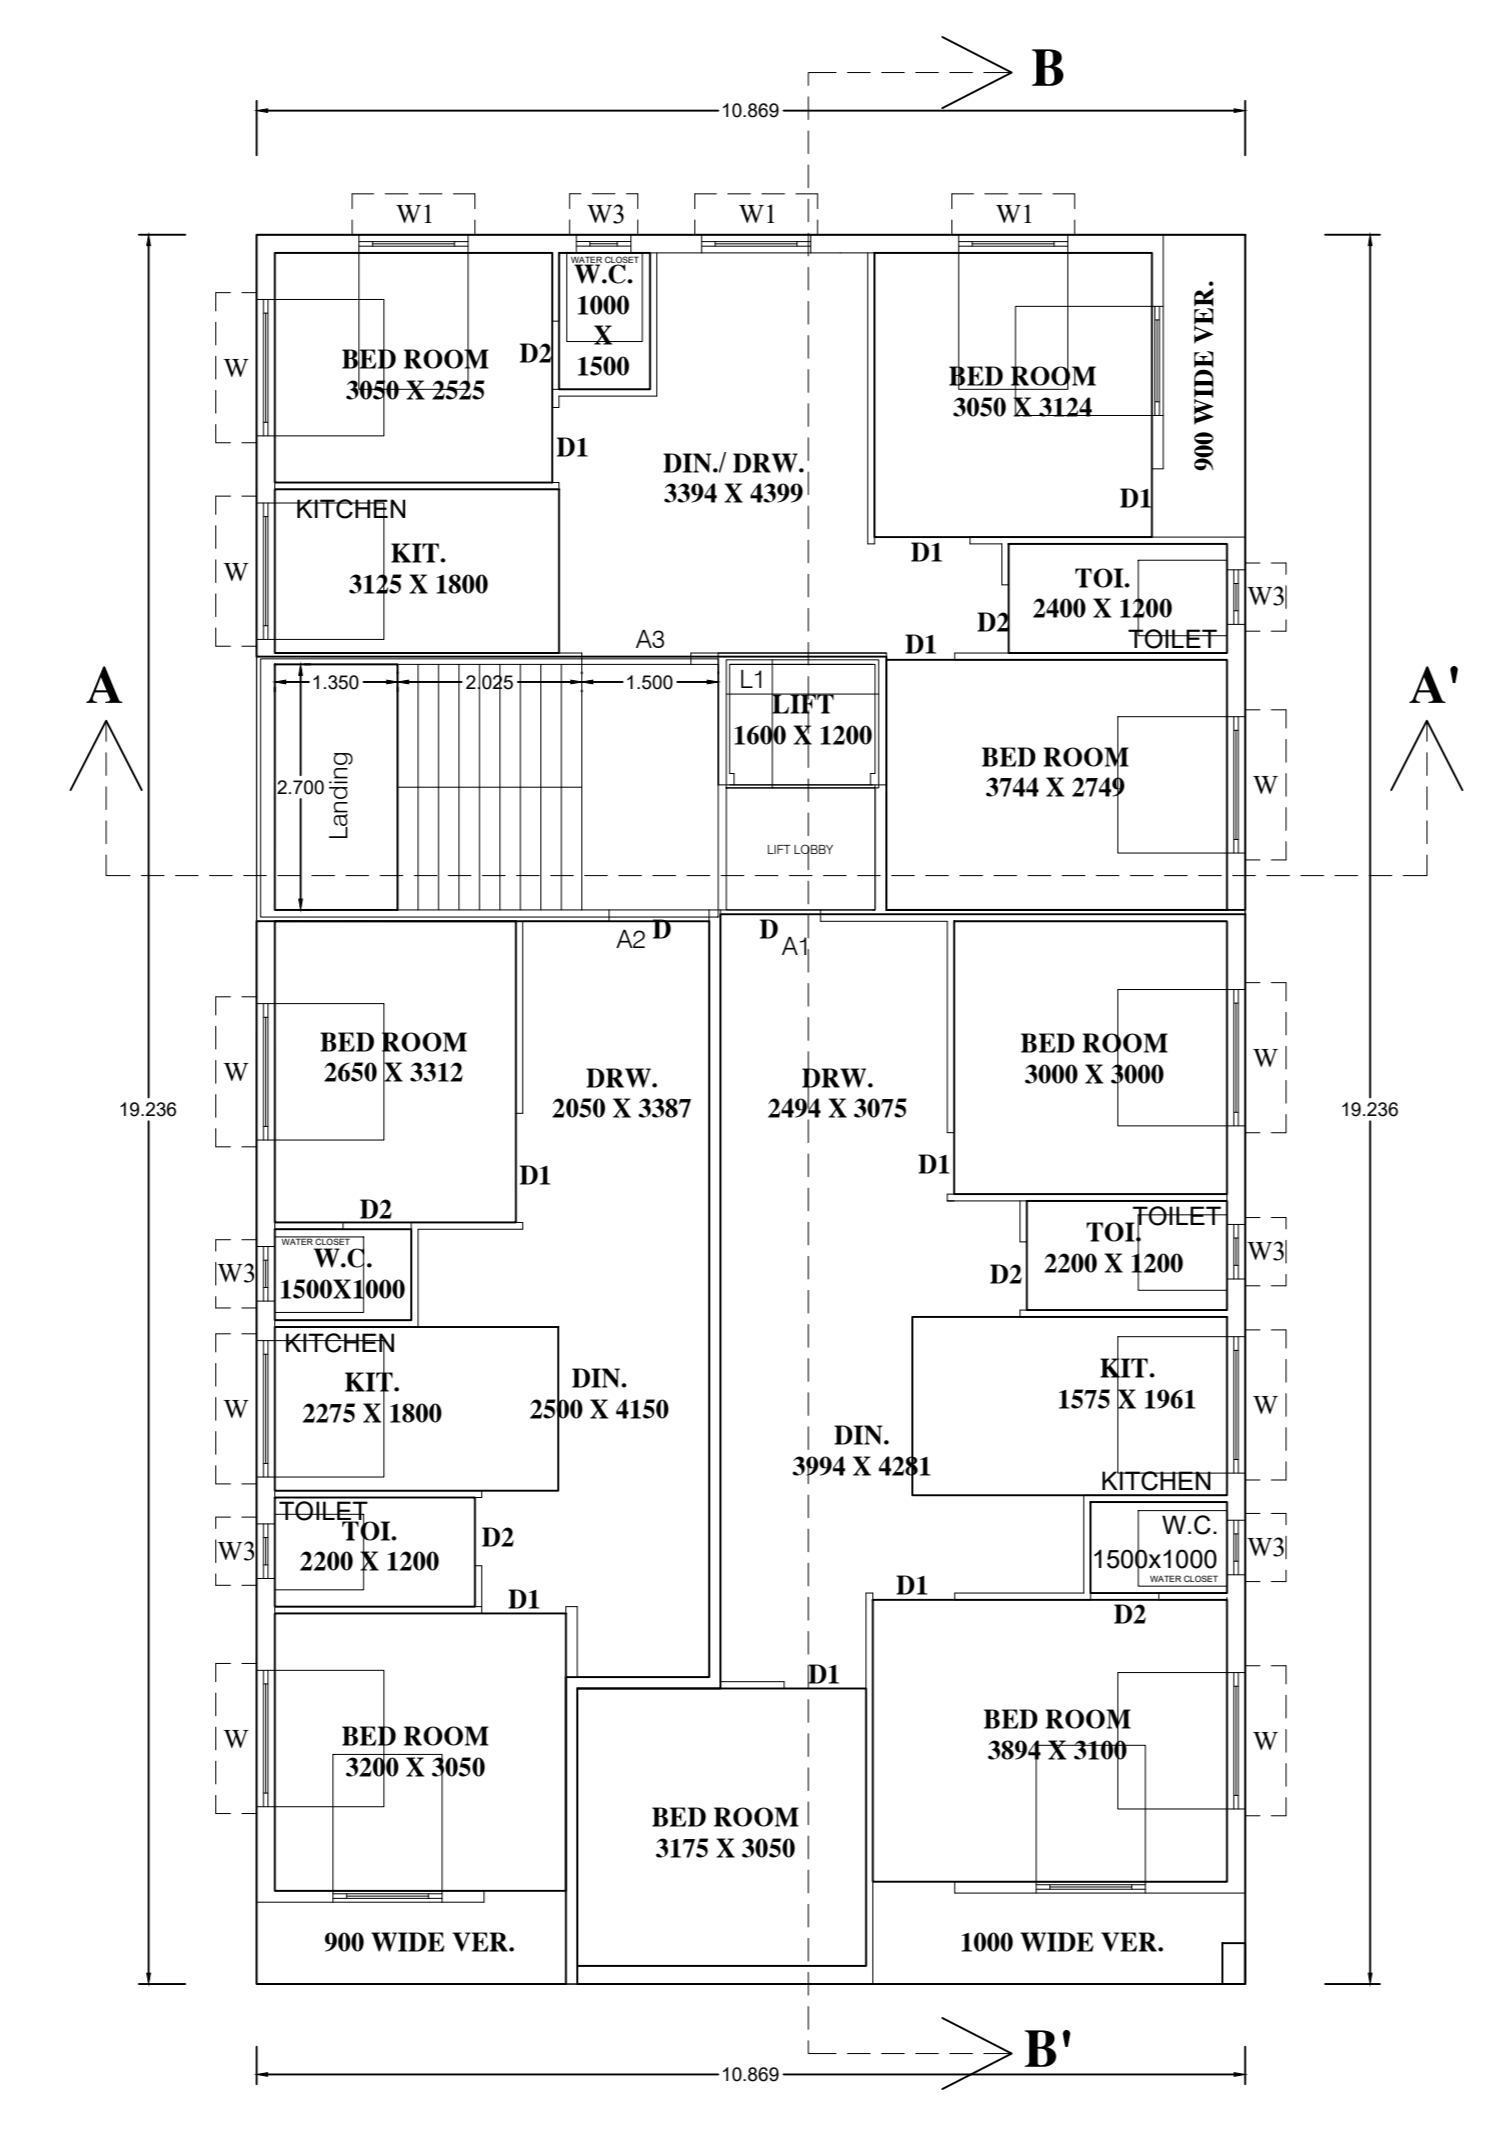 B
10.869
W1
W3
W1
W1
WATER CLOSET
W.C.
1000
X
1500
900 WIDE VER.
W
BED ROOM
3050 X 2525
D2
BED ROOM
3050 X 3124
D1
DIN./ DRW.
3394 X 4399
D1
W
KITCHEN
KIT.
3125 X 1800
D1
TOI.
2400 X 1200
TOILET
W3
D2
A3
D1
A
A'
1.350
2.025
1.500
L1
LIFT
1600 X 1200
2.700
Landing
BED ROOM
3744 X 2749
W
LIFT LOBBY
A2
D
D
A1
W
BED ROOM
2650 X 3312
DRW.
2050 X 3387
DRW.
2494 X 3075
BED ROOM
3000 X 3000
W
19.236
19.236
D1
D1
D2
WATER CLOSET
W.C.
1500X1000
W3
TOILET
TOI.
2200 X 1200
W3
D2
KITCHEN
KIT.
2275 X 1800
W
DIN.
2500 X 4150
KIT.
1575 X 1961
KITCHEN
W
DIN.
3994 X 4281
TOILET
TOI.
2200 X 1200
W3
D2
W.C.
1500x1000
WATER CLOSET
W3
D1
D1
D2
D1
W
BED ROOM
3200 X 3050
BED ROOM
3894 X 3100
W
BED ROOM
3175 X 3050
900 WIDE VER.
1000 WIDE VER.
B'
10.869